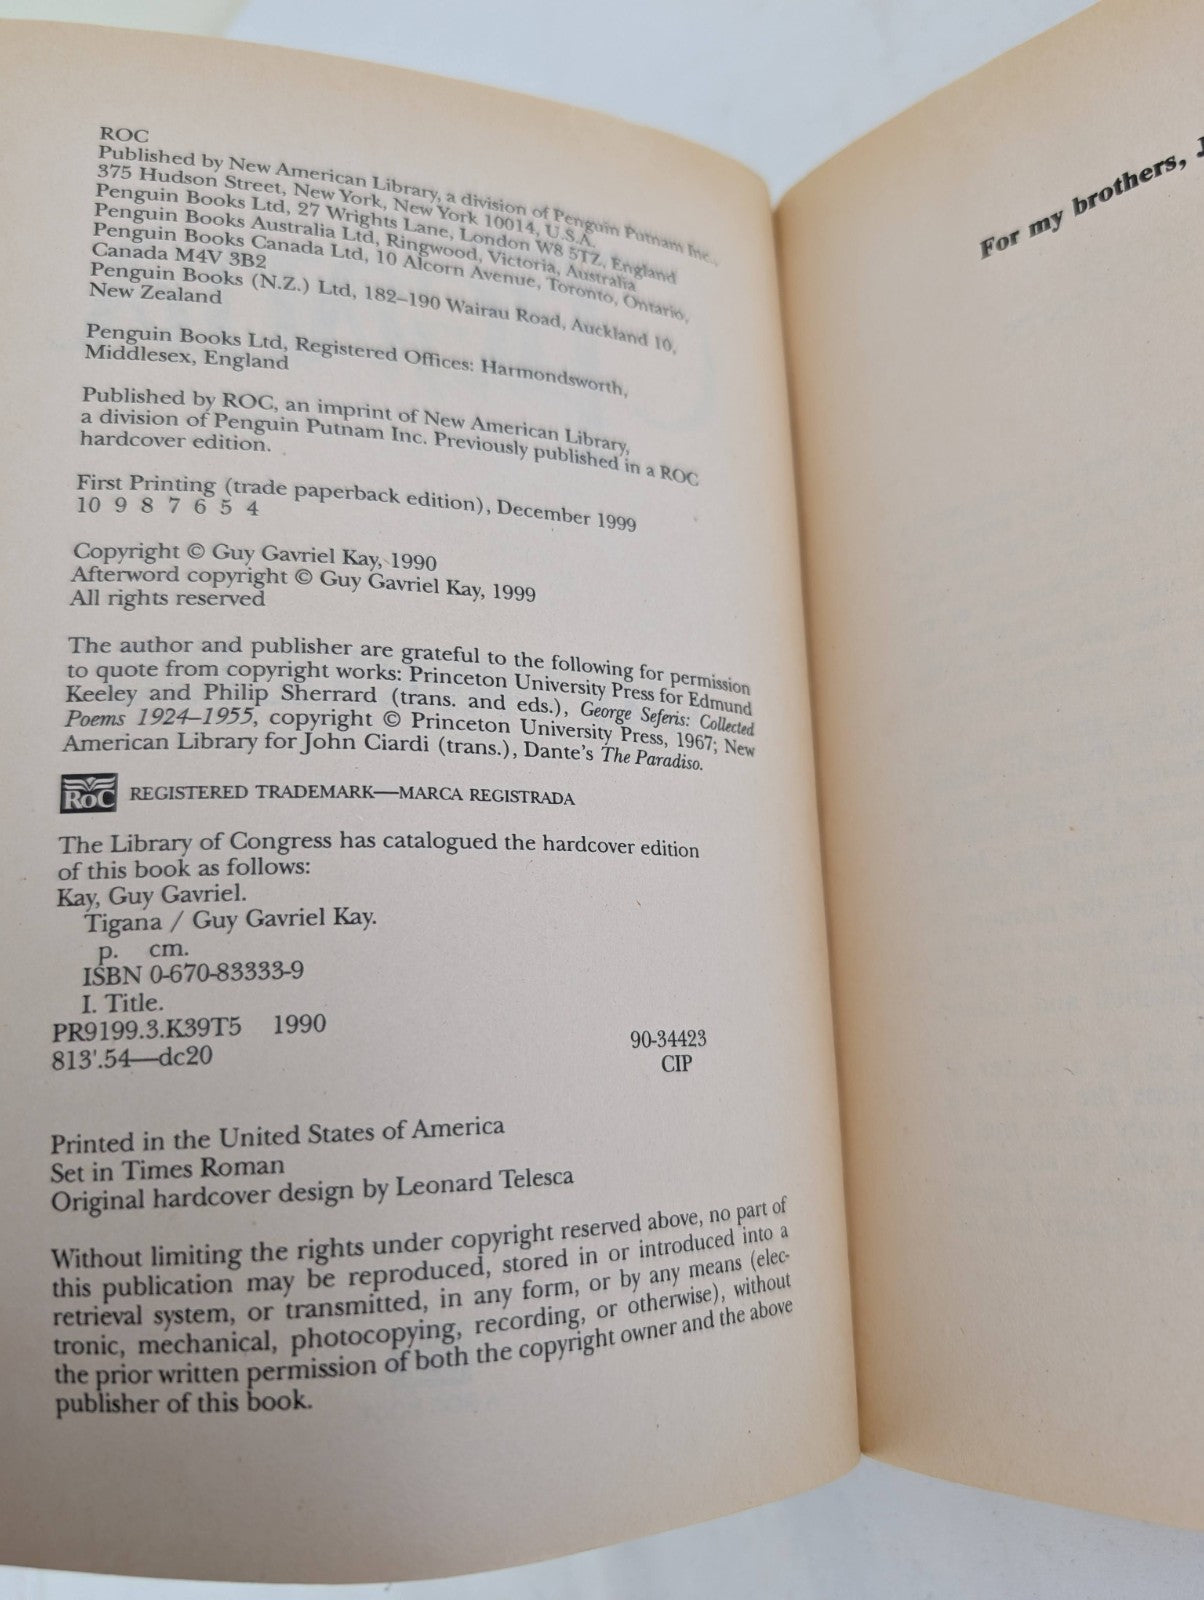 ROC
Published by New American Library, a division of Penguin Putnam Inc.,
375 Hudson Street, New York, New York 10014, U.S.A.
Penguin Books Ltd, 27 Wrights Lane, London W8 5TZ, England
Penguin Books Australia Ltd, Ringwood, Victoria, Australia
Penguin Books Canada Ltd, 10 Alcorn Avenue, Toronto, Ontario,
Canada M4V 3B2
Penguin Books (N.Z.) Ltd, 182–190 Wairau Road, Auckland 10,
New Zealand
Penguin Books Ltd, Registered Offices: Harmondsworth,
Middlesex, England
Published by ROC, an imprint of New American Library,
a division of Penguin Putnam Inc. Previously published in a ROC
hardcover edition.
First Printing (trade paperback edition), December 1999
10 9 8 7 6 5 4
Copyright © Guy Gavriel Kay, 1990
Afterword copyright © Guy Gavriel Kay, 1999
All rights reserved
The author and publisher are grateful to the following for permission
to quote from copyright works: Princeton University Press for Edmund
Keeley and Philip Sherrard (trans. and eds.), George Seferis: Collected
Poems 1924–1955, copyright © Princeton University Press, 1967; New
American Library for John Ciardi (trans.), Dante's The Paradiso.
ROC REGISTERED TRADEMARK—MARCA REGISTRADA
The Library of Congress has catalogued the hardcover edition
of this book as follows:
Kay, Guy Gavriel.
Tigana / Guy Gavriel Kay.
p. cm.
ISBN 0-670-83333-9
I. Title.
PR9199.3.K39T5 1990
813'.54—dc20
90-34423
CIP
Printed in the United States of America
Set in Times Roman
Original hardcover design by Leonard Telesca
Without limiting the rights under copyright reserved above, no part of
this publication may be reproduced, stored in or introduced into a
retrieval system, or transmitted, in any form, or by any means (elec-
tronic, mechanical, photocopying, recording, or otherwise), without
the prior written permission of both the copyright owner and the above
publisher of this book.
For my brothers, J